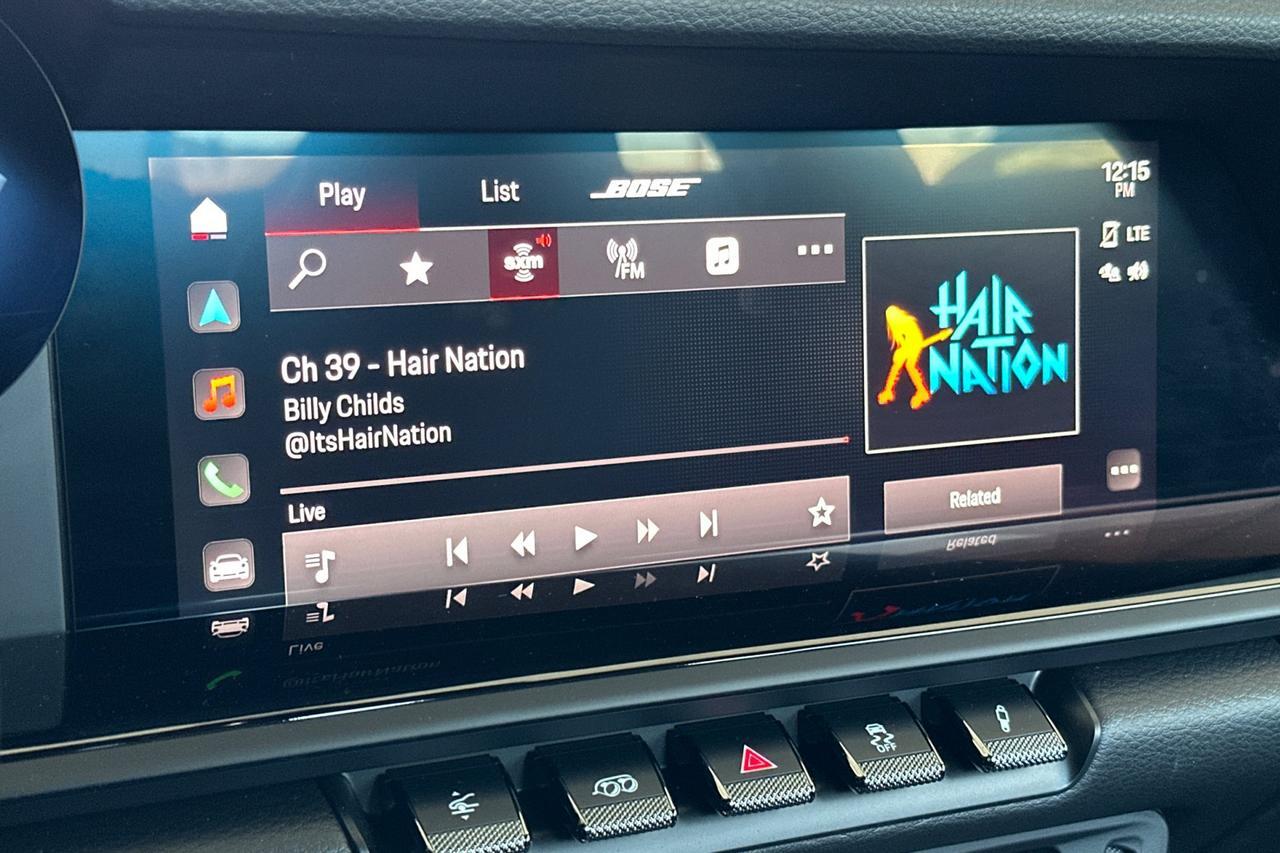 Play
List
BOSE
12:15
PM
sxm
FM
LTE
HAIR
NATION
Ch 39 - Hair Nation
Billy Childs
@ItsHairNation
Live
Related
OFF